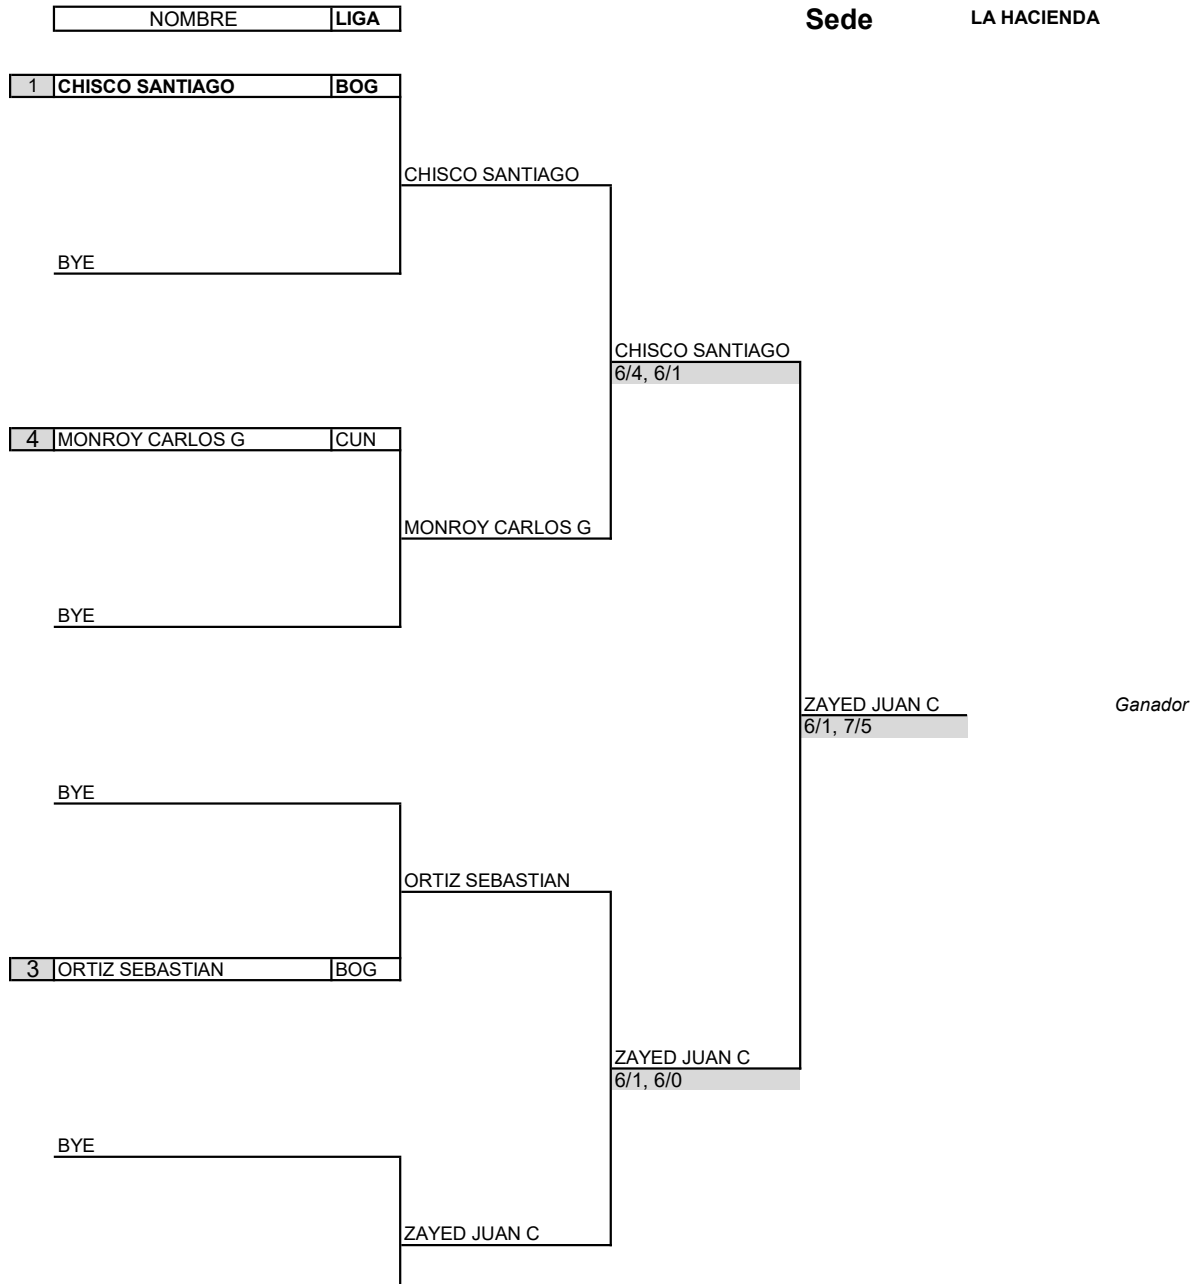 NOMBRE LIGA Sede LA HACIENDA
1 CHISCO SANTIAGO BOG
CHISCO SANTIAGO
BYE
CHISCO SANTIAGO
6/4, 6/1
4 MONROY CARLOS G CUN
MONROY CARLOS G
BYE
ZAYED JUAN C Ganador
6/1, 7/5
BYE
ORTIZ SEBASTIAN
3 ORTIZ SEBASTIAN BOG
ZAYED JUAN C
6/1, 6/0
BYE
ZAYED JUAN C